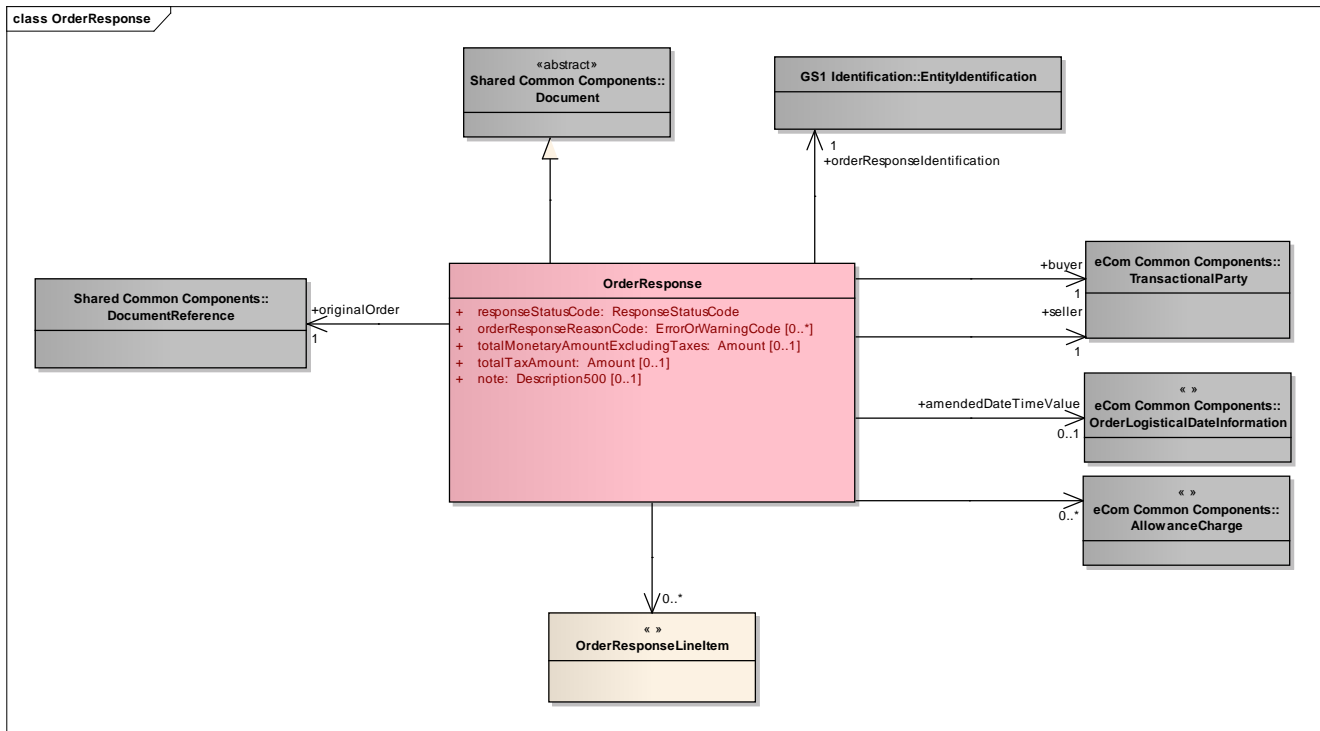 class OrderResponse
«abstract»
Shared Common Components::
Document
GS1 Identification::EntityIdentification
1
+orderResponseIdentification
Shared Common Components::
DocumentReference
+originalOrder
1
OrderResponse
+ responseStatusCode: ResponseStatusCode
+ orderResponseReasonCode: ErrorOrWarningCode [0..*]
+ totalMonetaryAmountExcludingTaxes: Amount [0..1]
+ totalTaxAmount: Amount [0..1]
+ note: Description500 [0..1]
+buyer
1
+seller
1
eCom Common Components::
TransactionalParty
+amendedDateTimeValue
0..1
« »
eCom Common Components::
OrderLogisticalDateInformation
0..*
« »
eCom Common Components::
AllowanceCharge
0..*
« »
OrderResponseLineItem